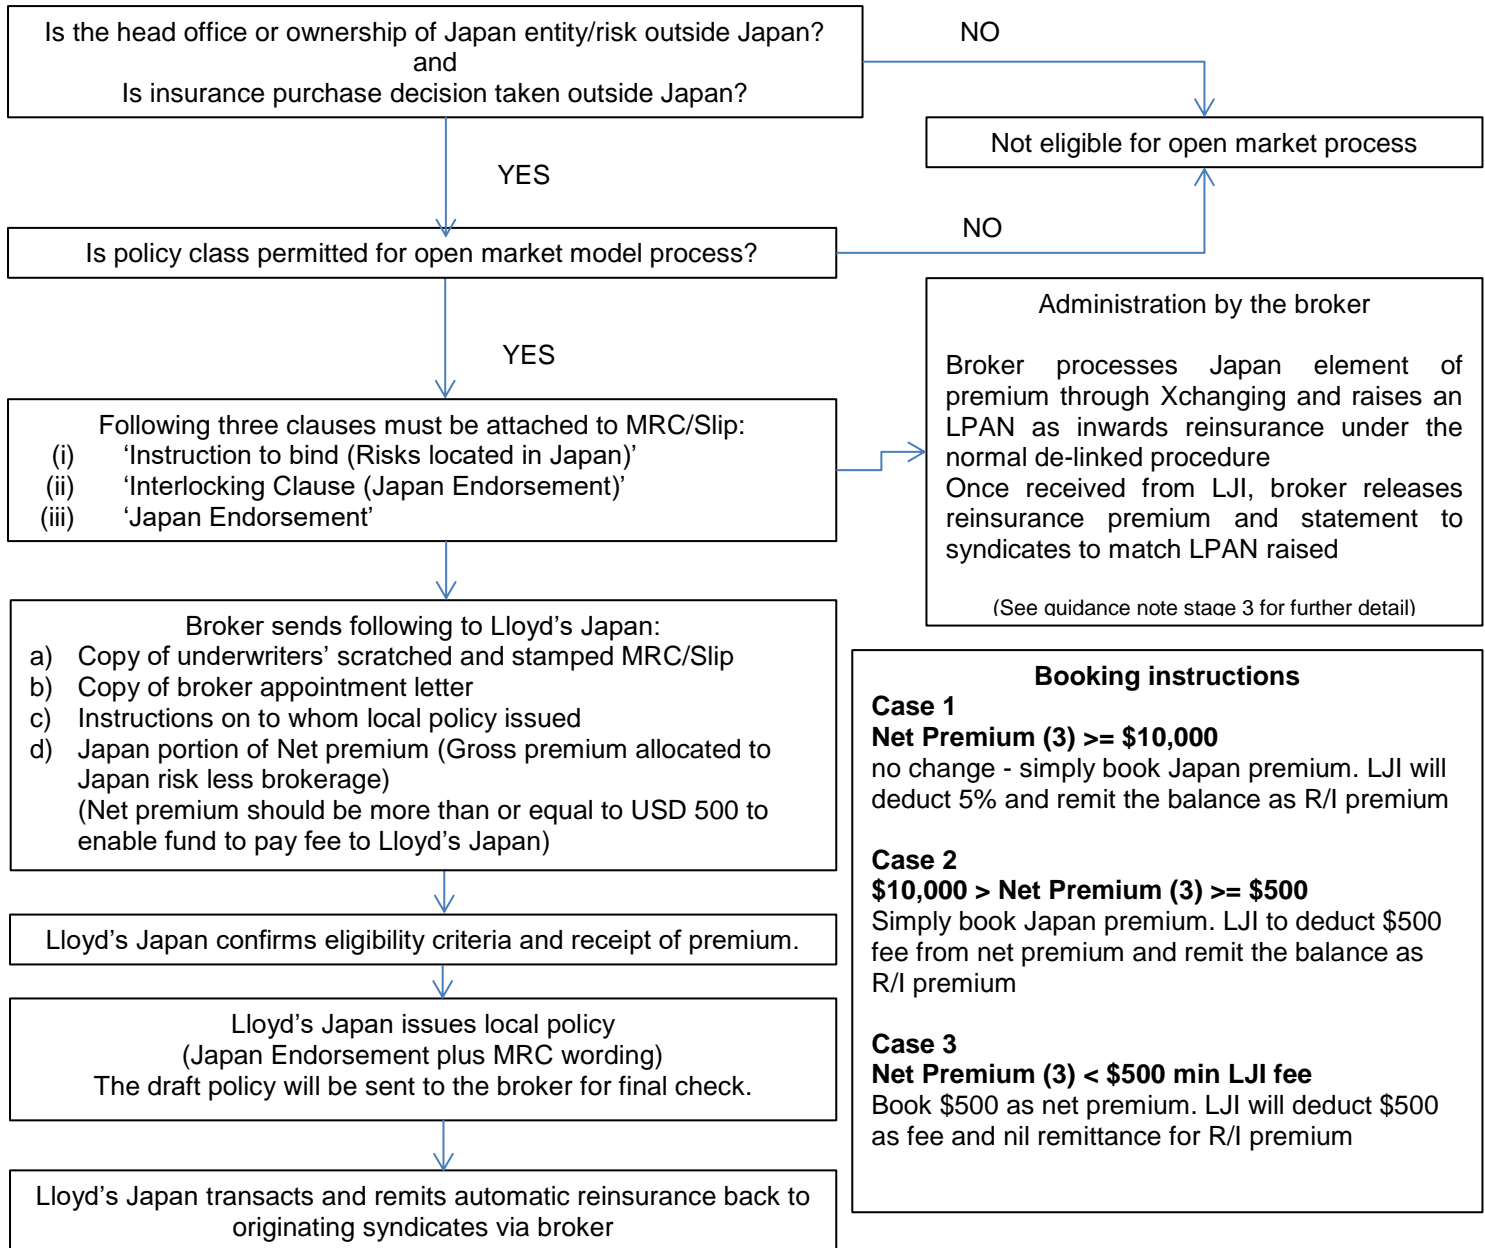 Is the head office or ownership of Japan entity/risk outside Japan?
and
Is insurance purchase decision taken outside Japan?
NO
Not eligible for open market process
YES
Is policy class permitted for open market model process?
NO
YES
Following three clauses must be attached to MRC/Slip:
(i) ‘Instruction to bind (Risks located in Japan)’
(ii) ‘Interlocking Clause (Japan Endorsement)’
(iii) ‘Japan Endorsement’
Administration by the broker
Broker processes Japan element of
premium through Xchanging and raises an
LPAN as inwards reinsurance under the
normal de-linked procedure
Once received from LJI, broker releases
reinsurance premium and statement to
syndicates to match LPAN raised
(See guidance note stage 3 for further detail)
Broker sends following to Lloyd’s Japan:
a) Copy of underwriters’ scratched and stamped MRC/Slip
b) Copy of broker appointment letter
c) Instructions on to whom local policy issued
d) Japan portion of Net premium (Gross premium allocated to
Japan risk less brokerage)
(Net premium should be more than or equal to USD 500 to
enable fund to pay fee to Lloyd’s Japan)
Lloyd’s Japan confirms eligibility criteria and receipt of premium.
Lloyd’s Japan issues local policy
(Japan Endorsement plus MRC wording)
The draft policy will be sent to the broker for final check.
Lloyd’s Japan transacts and remits automatic reinsurance back to
originating syndicates via broker
Booking instructions
Case 1
Net Premium (3) >= $10,000
no change - simply book Japan premium. LJI will
deduct 5% and remit the balance as R/I premium
Case 2
$10,000 > Net Premium (3) >= $500
Simply book Japan premium. LJI to deduct $500
fee from net premium and remit the balance as
R/I premium
Case 3
Net Premium (3) < $500 min LJI fee
Book $500 as net premium. LJI will deduct $500
as fee and nil remittance for R/I premium